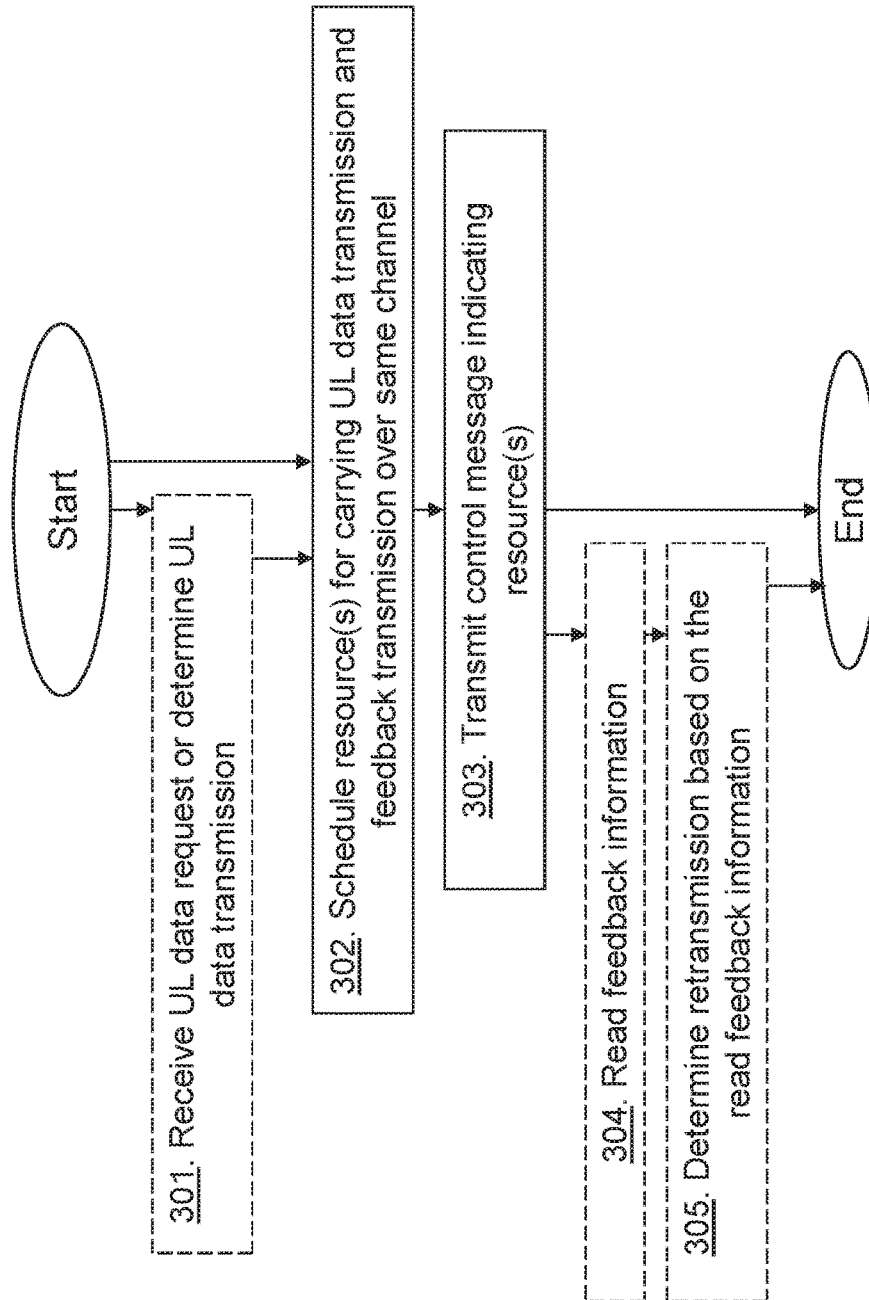 Start
301. Receive UL data request or determine UL
data transmission
302. Schedule resource(s) for carrying UL data transmission and
feedback transmission over same channel
303. Transmit control message indicating
resource(s)
304. Read feedback information
305. Determine retransmission based on the
read feedback information
End